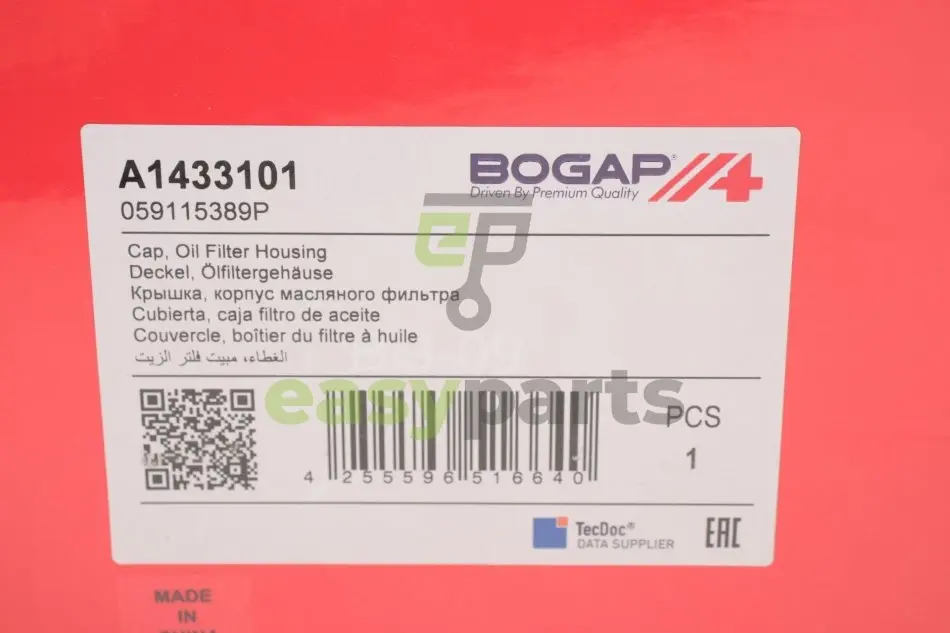 A1433101
059115389P
BOGAP®
Driven By Premium Quality
Cap, Oil Filter Housing
Deckel, Ölfiltergehäuse
Крышка, корпус масляного фильтра
Cubierta, caja filtro de aceite
Couvercle, boîtier du filtre à huile
الغطاء، مبيت فلتر الزيت
ep
easyparts
PCS
1
4 255596 516640
TecDoc®
DATA SUPPLIER
EAC
MADE
IN